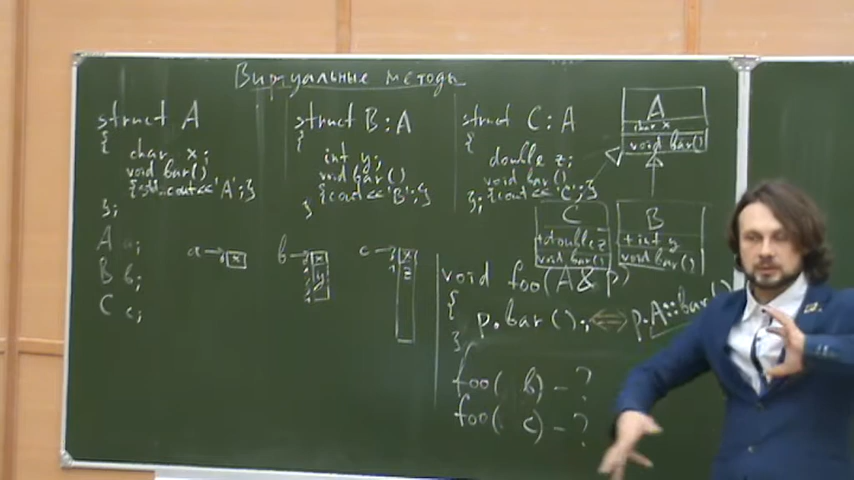 Виртуальные методы
struct A
{
char x;
void bar()
{std::cout<<'A';}
};
A a;
B b;
C c;
struct B:A
{
int y;
void bar()
{cout<<'B';}
}
struct C:A
{
double z;
void bar()
{cout<<'C';}
};
A
char x
void bar()
C
+double z
void bar()
B
+int y
void bar()
a → x
b → x
y
c → x
z
void foo(A& p)
{
p.bar(); ⇔ p.A::bar()
}
foo( b) - ?
foo( c) - ?